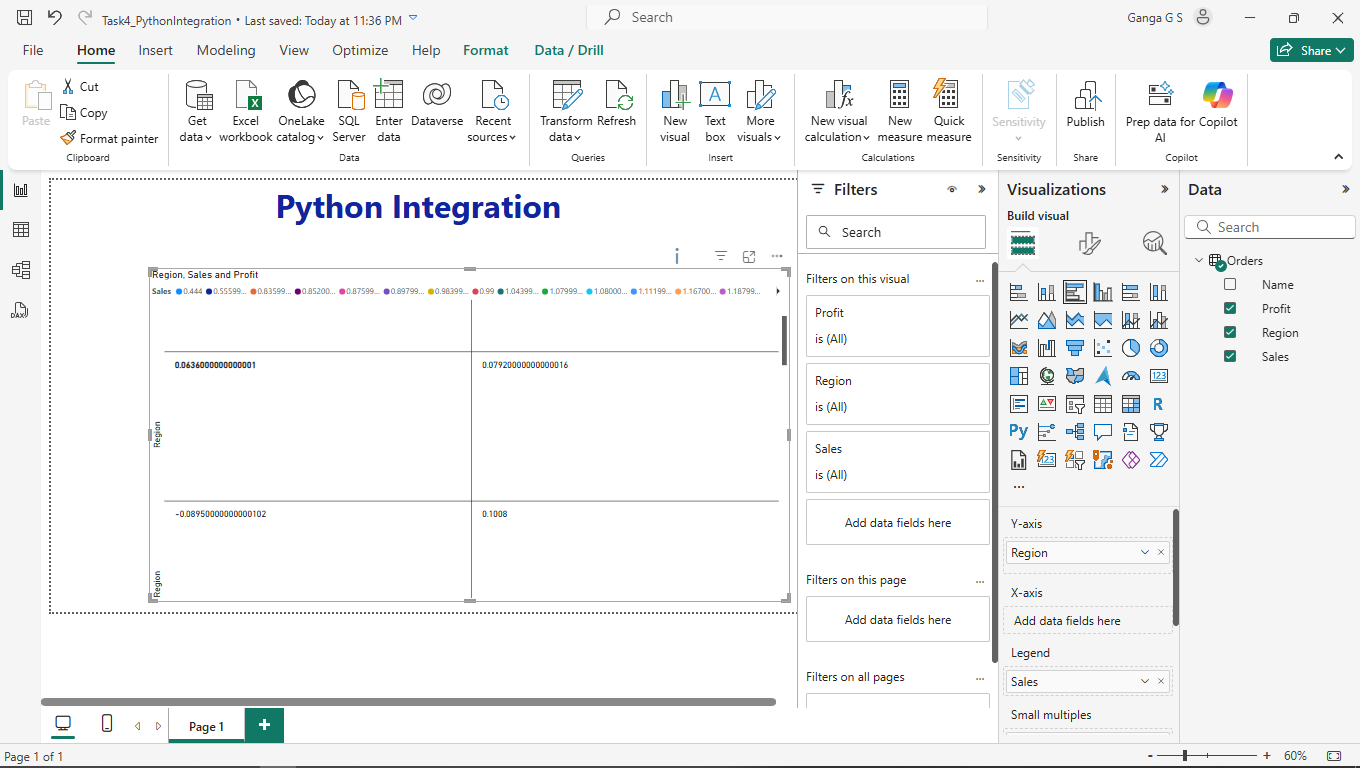 Task4_PythonIntegration • Last saved: Today at 11:36 PM
Search
Ganga G S
File Home Insert Modeling View Optimize Help Format Data / Drill
Share
Paste
Cut
Copy
Format painter
Clipboard
Get data
Excel workbook
OneLake catalog
SQL Server
Enter data
Dataverse
Recent sources
Data
Transform data
Refresh
Queries
New visual
Text box
More visuals
Insert
New visual calculation
New measure
Quick measure
Calculations
Sensitivity
Sensitivity
Publish
Share
Prep data for AI
Copilot
Copilot
Python Integration
Region, Sales and Profit
Sales 0.444 0.55599... 0.83599... 0.85200... 0.87599... 0.89799... 0.98399... 0.99 1.04399... 1.07999... 1.08000... 1.11199... 1.16700... 1.18799...
0.0636000000000001 0.07920000000000016
Region
-0.08950000000000102 0.1008
Region
Filters
Search
Filters on this visual ...
Profit
is (All)
Region
is (All)
Sales
is (All)
Add data fields here
Filters on this page ...
Add data fields here
Filters on all pages ...
Visualizations
Build visual
123
R
Py
123
...
Y-axis
Region
X-axis
Add data fields here
Legend
Sales
Small multiples
Data
Search
Orders
Name
Profit
Region
Sales
DAX
Page 1
+
Page 1 of 1
- + 60%